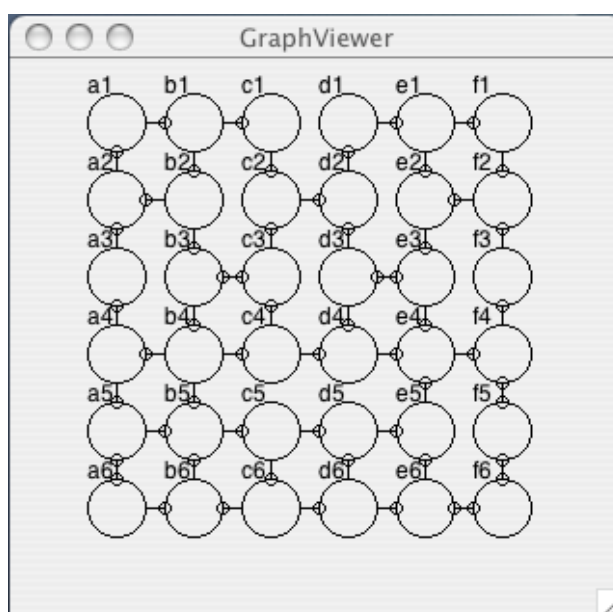 GraphViewer
a1 b1 c1 d1 e1 f1
a2 b2 c2 d2 e2 f2
a3 b3 c3 d3 e3 f3
a4 b4 c4 d4 e4 f4
a5 b5 c5 d5 e5 f5
a6 b6 c6 d6 e6 f6